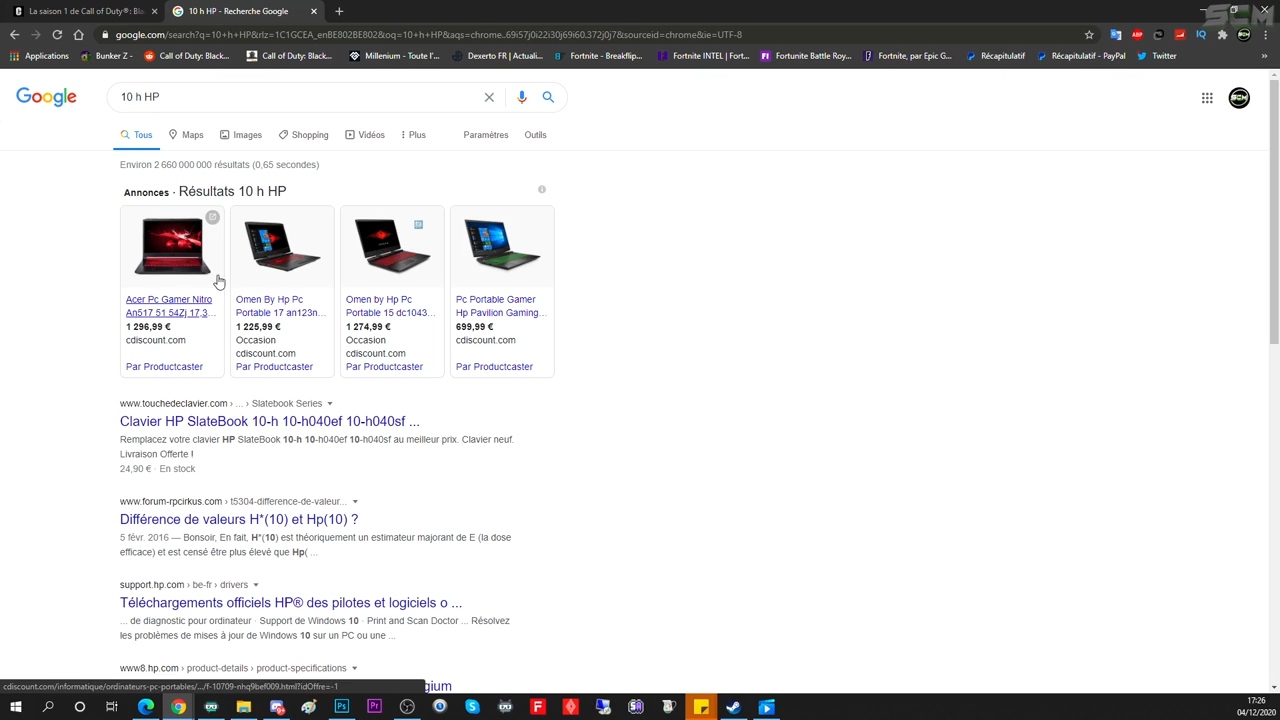 La saison 1 de Call of Duty®: Bla
10 h HP - Recherche Google
SCM
google.com/search?q=10+h+HP&rlz=1C1GCEA_enBE802BE802&oq=10+h+HP&aqs=chrome..69i57j0i22i30j69i60.372j0j7&sourceid=chrome&ie=UTF-8
ABP
IQ
Applications
Bunker Z -
Call of Duty: Black...
Call of Duty: Blac...
Millenium - Toute l'...
Dexerto FR | Actuali...
Fortnite - Breakflip...
Fortnite INTEL | Fo...
Fortunite Battle Roy...
Fortnite, par Epic G...
Récapitulatif
PayPal
Récapitulatif
Twitter
Google
10 h HP
Tous
Maps
Images
Shopping
Vidéos
Plus
Paramètres
Outils
Environ 2 660 000 000 résultats (0,65 secondes)
Annonces · Résultats 10 h HP
Acer Pc Gamer Nitro
An517 51 54Zj 17,3...
1 296,99 €
cdiscount.com
Par Productcaster
Omen By Hp Pc
Portable 17 an123n...
1 225,99 €
Occasion
cdiscount.com
Par Productcaster
Omen by Hp Pc
Portable 15 dc1043...
1 274,99 €
Occasion
cdiscount.com
Par Productcaster
Pc Portable Gamer
Hp Pavilion Gaming...
699,99 €
cdiscount.com
Par Productcaster
www.touchedeclavier.com › ... › Slatebook Series
Clavier HP SlateBook 10-h 10-h040ef 10-h040sf ...
Remplacez votre clavier HP SlateBook 10-h 10-h040ef 10-h040sf au meilleur prix. Clavier neuf.
Livraison Offerte !
24,90 € · En stock
www.forum-rpcirkus.com › t5304-difference-de-valeur...
Différence de valeurs H*(10) et Hp(10) ?
5 févr. 2016 — Bonsoir, En fait, H*(10) est théoriquement un estimateur majorant de E (la dose
efficace) et est censé être plus élevé que Hp( ...
support.hp.com › be-fr › drivers
Téléchargements officiels HP® des pilotes et logiciels o ...
... de diagnostic pour ordinateur · Support de Windows 10 · Print and Scan Doctor ... Résolvez
les problèmes de mises à jour de Windows 10 sur un PC ou une ...
www8.hp.com › product-details › product-specifications
gium
cdiscount.com/informatique/ordinateurs-pc-portables/.../f-10709-nhq9bef009.html?idOffre=-1
Ps
Pr
17:26
04/12/2020